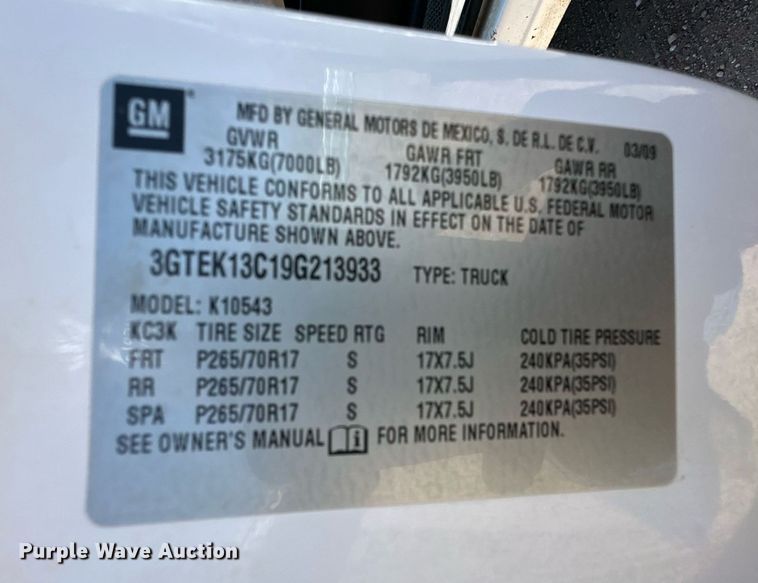 GM
MFD BY GENERAL MOTORS DE MEXICO, S. DE R.L. DE C.V. 03/09
GVWR GAWR FRT GAWR RR
3175KG(7000LB) 1792KG(3950LB) 1792KG(3950LB)
THIS VEHICLE CONFORMS TO ALL APPLICABLE U.S. FEDERAL MOTOR
VEHICLE SAFETY STANDARDS IN EFFECT ON THE DATE OF
MANUFACTURE SHOWN ABOVE.
3GTEK13C19G213933 TYPE: TRUCK
MODEL: K10543
KC3K TIRE SIZE SPEED RTG RIM COLD TIRE PRESSURE
FRT P265/70R17 S 17X7.5J 240KPA(35PSI)
RR P265/70R17 S 17X7.5J 240KPA(35PSI)
SPA P265/70R17 S 17X7.5J 240KPA(35PSI)
SEE OWNER'S MANUAL FOR MORE INFORMATION.
Purple Wave Auction